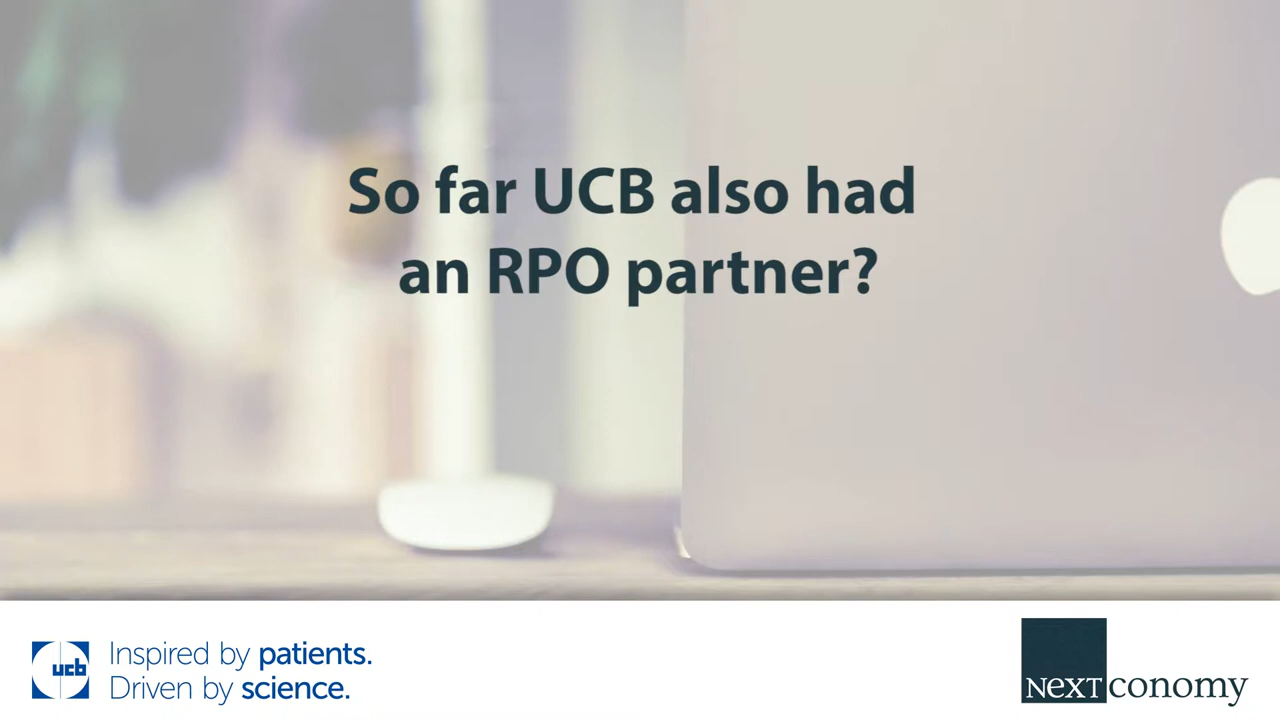 So far UCB also had
an RPO partner?
ucb
Inspired by patients.
Driven by science.
NEXTconomy